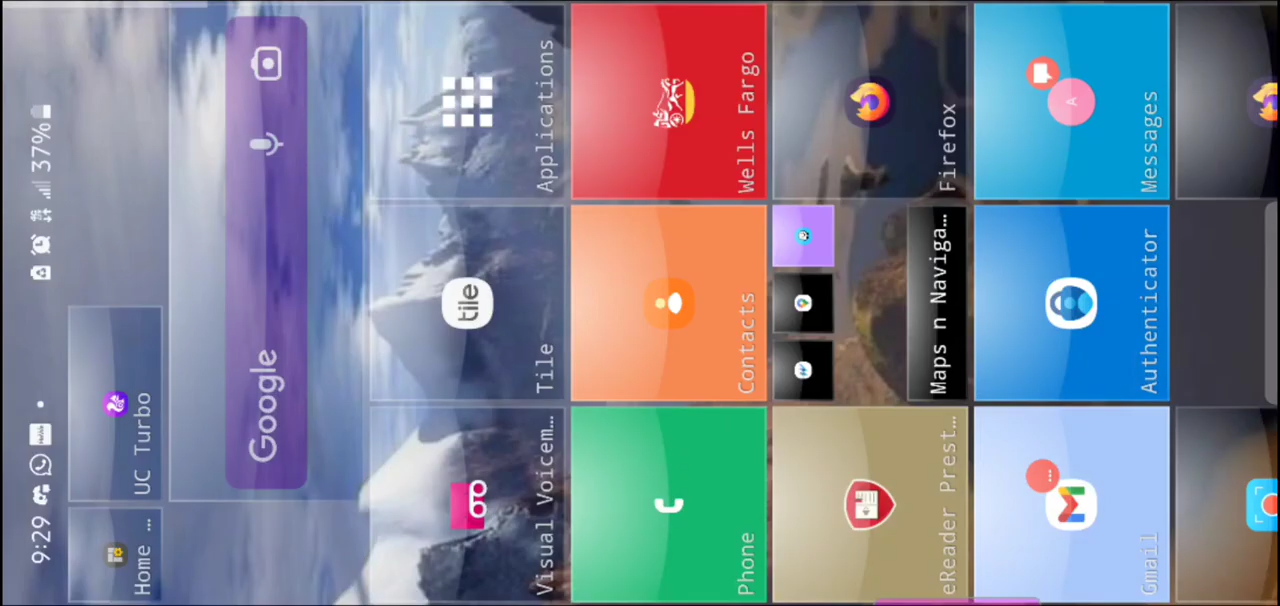 9:29
37%
Home ...
UC Turbo
Google
Visual Voicem...
tile
Tile
Applications
Phone
Contacts
Wells Fargo
eReader Prest...
Maps n Naviga...
Firefox
Gmail
Authenticator
A
Messages